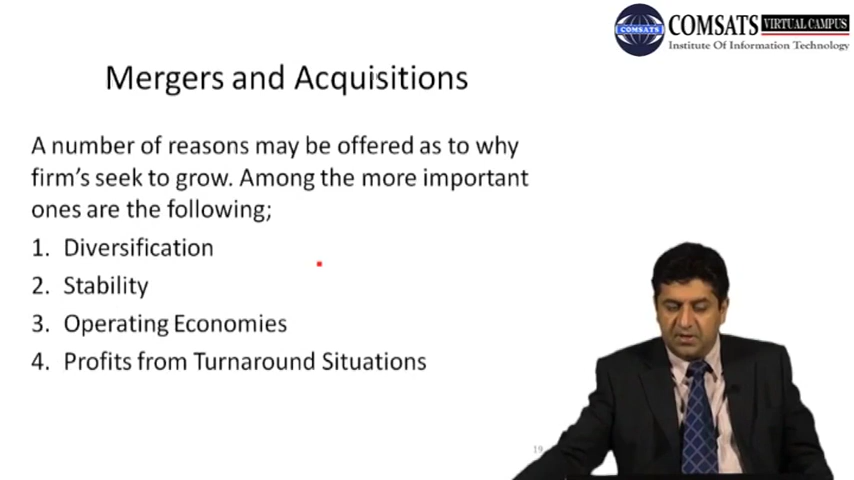 COMSATS
COMSATS VIRTUAL CAMPUS
Institute Of Information Technology
Mergers and Acquisitions
A number of reasons may be offered as to why
firm's seek to grow. Among the more important
ones are the following;
1. Diversification
2. Stability
3. Operating Economies
4. Profits from Turnaround Situations
19